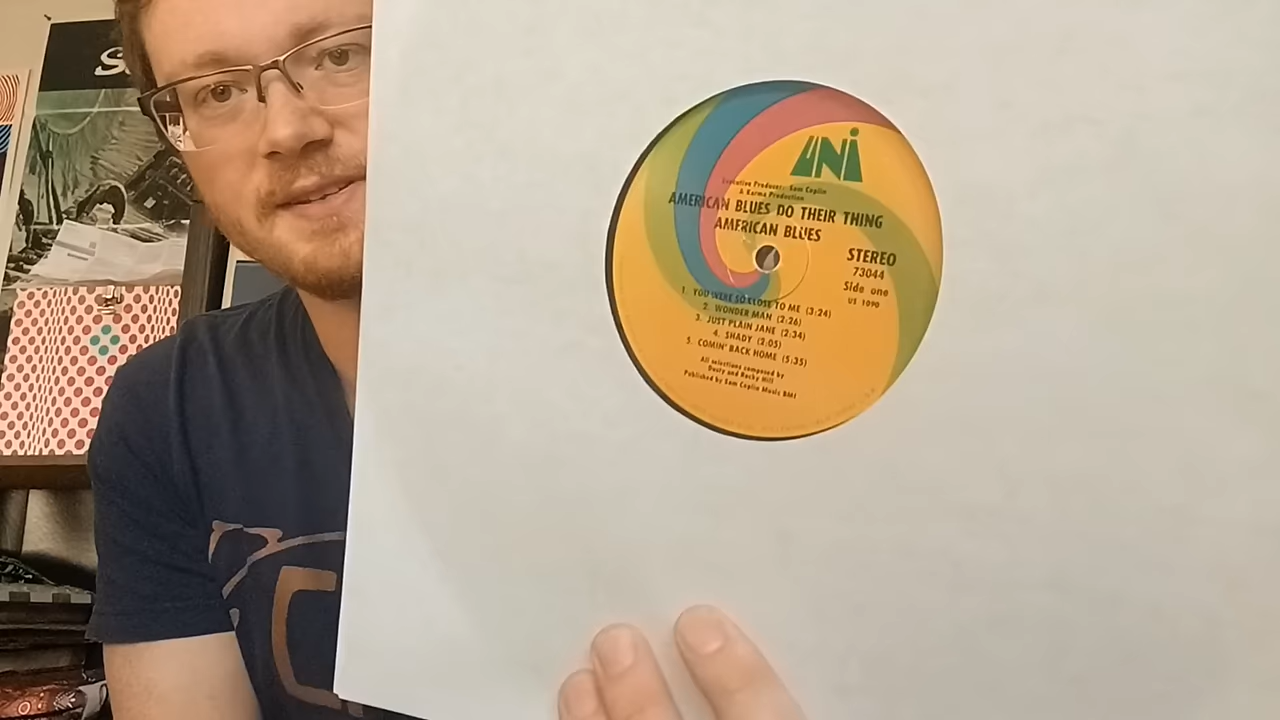 S
UNI
Executive Producer: Sam Coplin
& Karma Production
AMERICAN BLUES DO THEIR THING
AMERICAN BLUES
STEREO
73044
Side one
US 1090
1. YOU WERE SO CLOSE TO ME (3:24)
2. WONDER MAN (2:26)
3. JUST PLAIN JANE (2:34)
4. SHADY (2:05)
5. COMIN' BACK HOME (5:35)
All selections composed by
Dusty and Rocky Hill
Published by Sam Coplin Music BMI